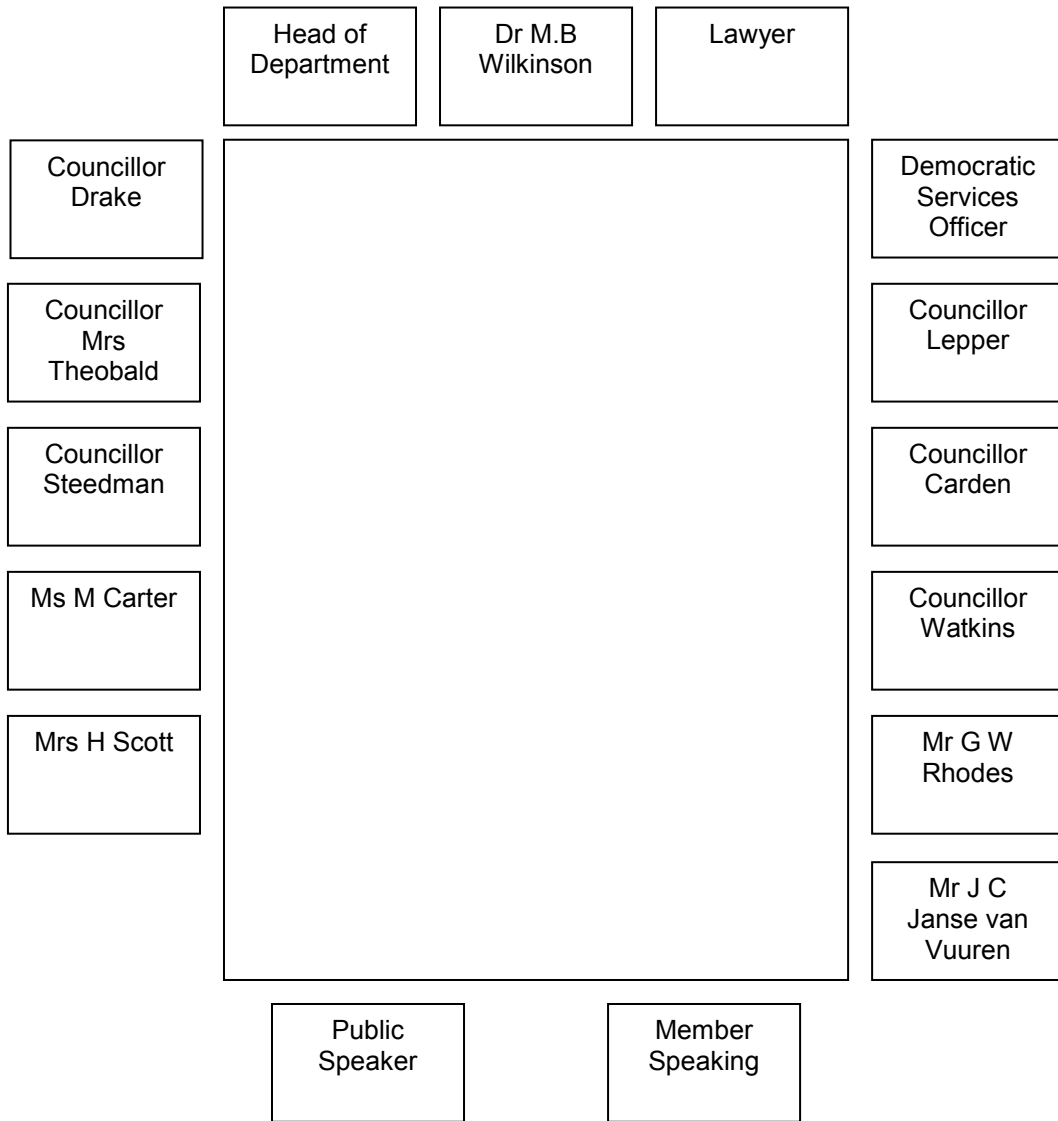 Head of
Department
Dr M.B
Wilkinson
Lawyer
Councillor
Drake
Democratic
Services
Officer
Councillor
Mrs
Theobald
Councillor
Lepper
Councillor
Steedman
Councillor
Carden
Ms M Carter
Councillor
Watkins
Mrs H Scott
Mr G W
Rhodes
Mr J C
Janse van
Vuuren
Public
Speaker
Member
Speaking